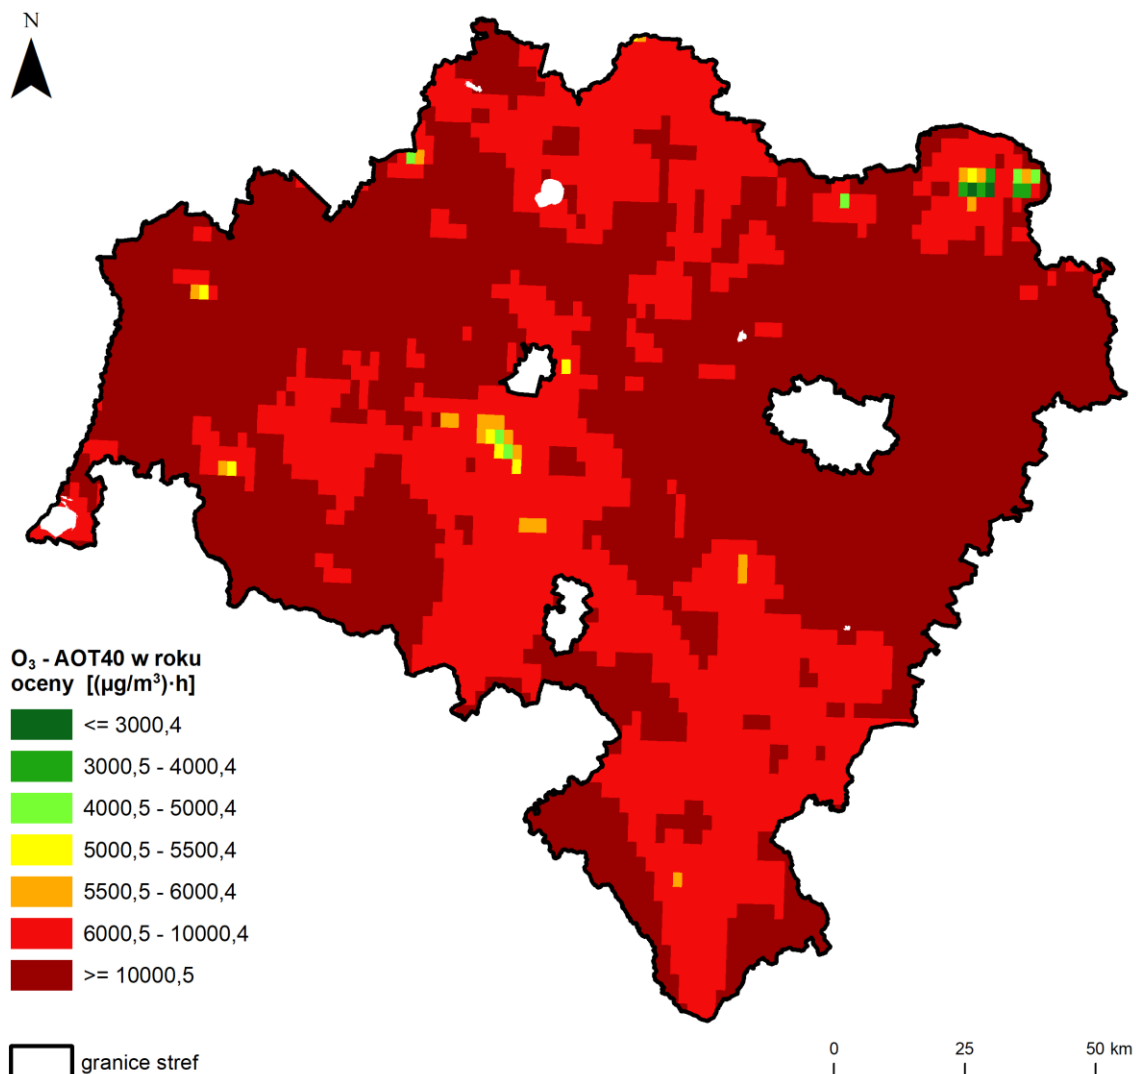 N
O₃ - AOT40 w roku
oceny [(µg/m³)·h]
<= 3000,4
3000,5 - 4000,4
4000,5 - 5000,4
5000,5 - 5500,4
5500,5 - 6000,4
6000,5 - 10000,4
>= 10000,5
granice stref
0 25 50 km